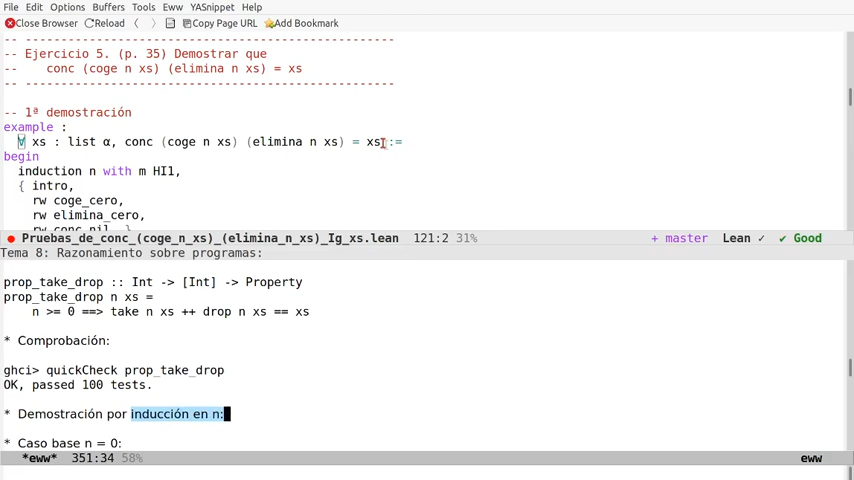 File Edit Options Buffers Tools Eww YASnippet Help
Close Browser Reload Copy Page URL Add Bookmark
-- ---------------------------------------------------
-- Ejercicio 5. (p. 35) Demostrar que
--    conc (coge n xs) (elimina n xs) = xs
-- ---------------------------------------------------
-- 1ª demostración
example :
∀ xs : list α, conc (coge n xs) (elimina n xs) = xs :=
begin
induction n with m HI1,
{ intro,
rw coge_cero,
rw elimina_cero,
rw conc_nil, }
Pruebas_de_conc_(coge_n_xs)_(elimina_n_xs)_Ig_xs.lean 121:2 31% + master Lean ✓ ✔ Good
Tema 8: Razonamiento sobre programas:
prop_take_drop :: Int -> [Int] -> Property
prop_take_drop n xs =
n >= 0 ==> take n xs ++ drop n xs == xs
* Comprobación:
ghci> quickCheck prop_take_drop
OK, passed 100 tests.
* Demostración por inducción en n:
* Caso base n = 0:
*eww* 351:34 58% eww